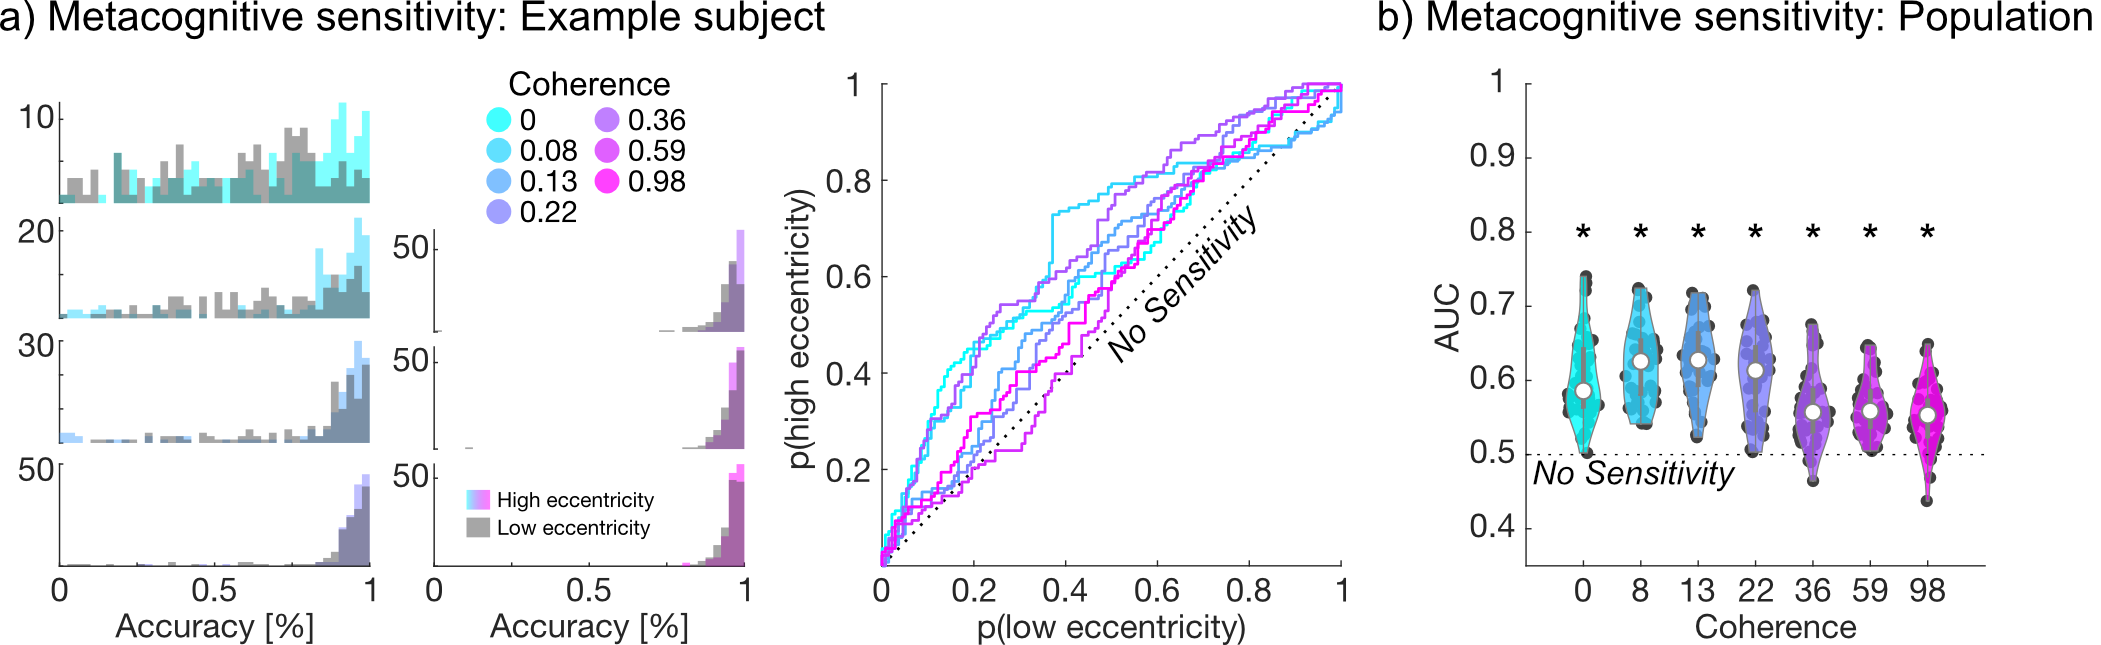 a) Metacognitive sensitivity: Example subject
b) Metacognitive sensitivity: Population
Coherence
0
0.08
0.13
0.22
0.36
0.59
0.98
10
20
30
50
0 0.5 1
Accuracy [%]
50
50
50
High eccentricity
Low eccentricity
0 0.5 1
Accuracy [%]
p(high eccentricity)
1
0.8
0.6
0.4
0.2
No Sensitivity
0 0.2 0.4 0.6 0.8 1
p(low eccentricity)
AUC
1
0.9
0.8
0.7
0.6
0.5
0.4
* * * * * * *
No Sensitivity
0 8 13 22 36 59 98
Coherence